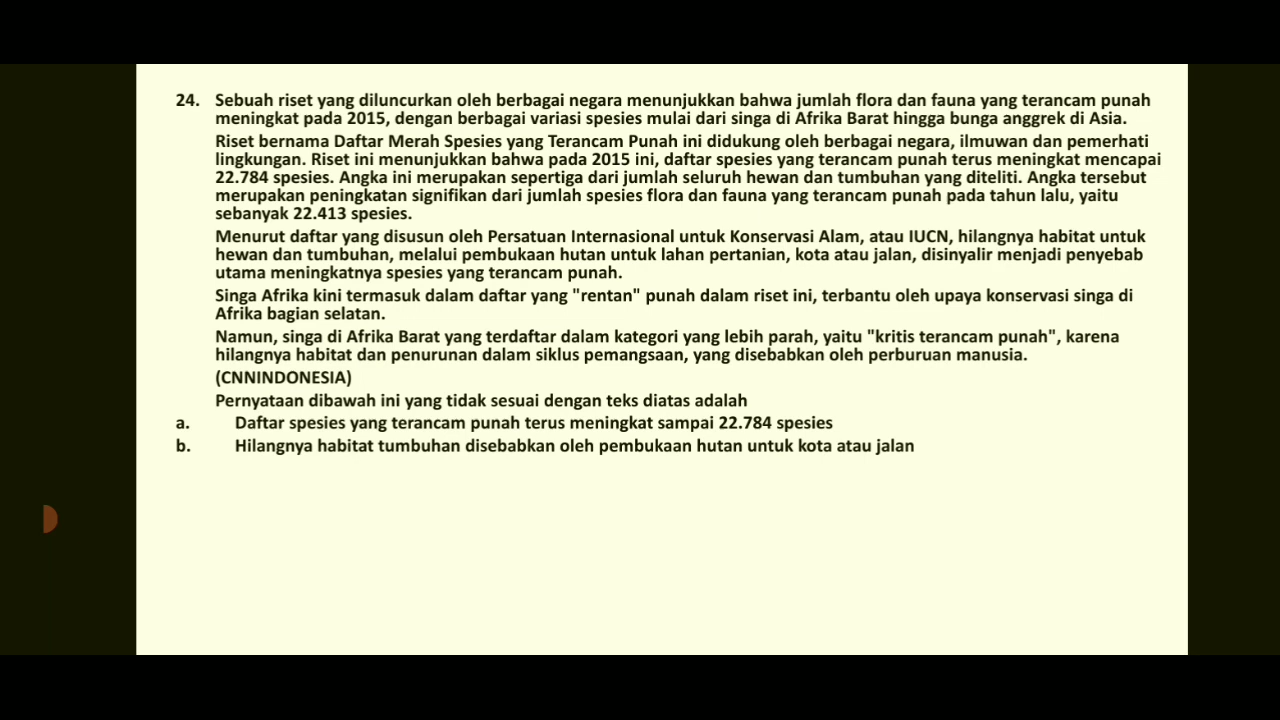 24. Sebuah riset yang diluncurkan oleh berbagai negara menunjukkan bahwa jumlah flora dan fauna yang terancam punah
meningkat pada 2015, dengan berbagai variasi spesies mulai dari singa di Afrika Barat hingga bunga anggrek di Asia.
Riset bernama Daftar Merah Spesies yang Terancam Punah ini didukung oleh berbagai negara, ilmuwan dan pemerhati
lingkungan. Riset ini menunjukkan bahwa pada 2015 ini, daftar spesies yang terancam punah terus meningkat mencapai
22.784 spesies. Angka ini merupakan sepertiga dari jumlah seluruh hewan dan tumbuhan yang diteliti. Angka tersebut
merupakan peningkatan signifikan dari jumlah spesies flora dan fauna yang terancam punah pada tahun lalu, yaitu
sebanyak 22.413 spesies.
Menurut daftar yang disusun oleh Persatuan Internasional untuk Konservasi Alam, atau IUCN, hilangnya habitat untuk
hewan dan tumbuhan, melalui pembukaan hutan untuk lahan pertanian, kota atau jalan, disinyalir menjadi penyebab
utama meningkatnya spesies yang terancam punah.
Singa Afrika kini termasuk dalam daftar yang "rentan" punah dalam riset ini, terbantu oleh upaya konservasi singa di
Afrika bagian selatan.
Namun, singa di Afrika Barat yang terdaftar dalam kategori yang lebih parah, yaitu "kritis terancam punah", karena
hilangnya habitat dan penurunan dalam siklus pemangsaan, yang disebabkan oleh perburuan manusia.
(CNNINDONESIA)
Pernyataan dibawah ini yang tidak sesuai dengan teks diatas adalah
a. Daftar spesies yang terancam punah terus meningkat sampai 22.784 spesies
b. Hilangnya habitat tumbuhan disebabkan oleh pembukaan hutan untuk kota atau jalan